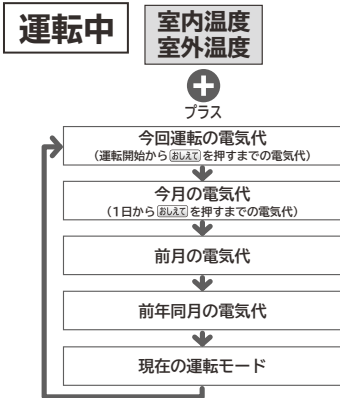 運転中
室内温度
室外温度
プラス
今回運転の電気代
(運転開始からおしえてを押すまでの電気代)
今月の電気代
(1日からおしえてを押すまでの電気代)
前月の電気代
前年同月の電気代
現在の運転モード